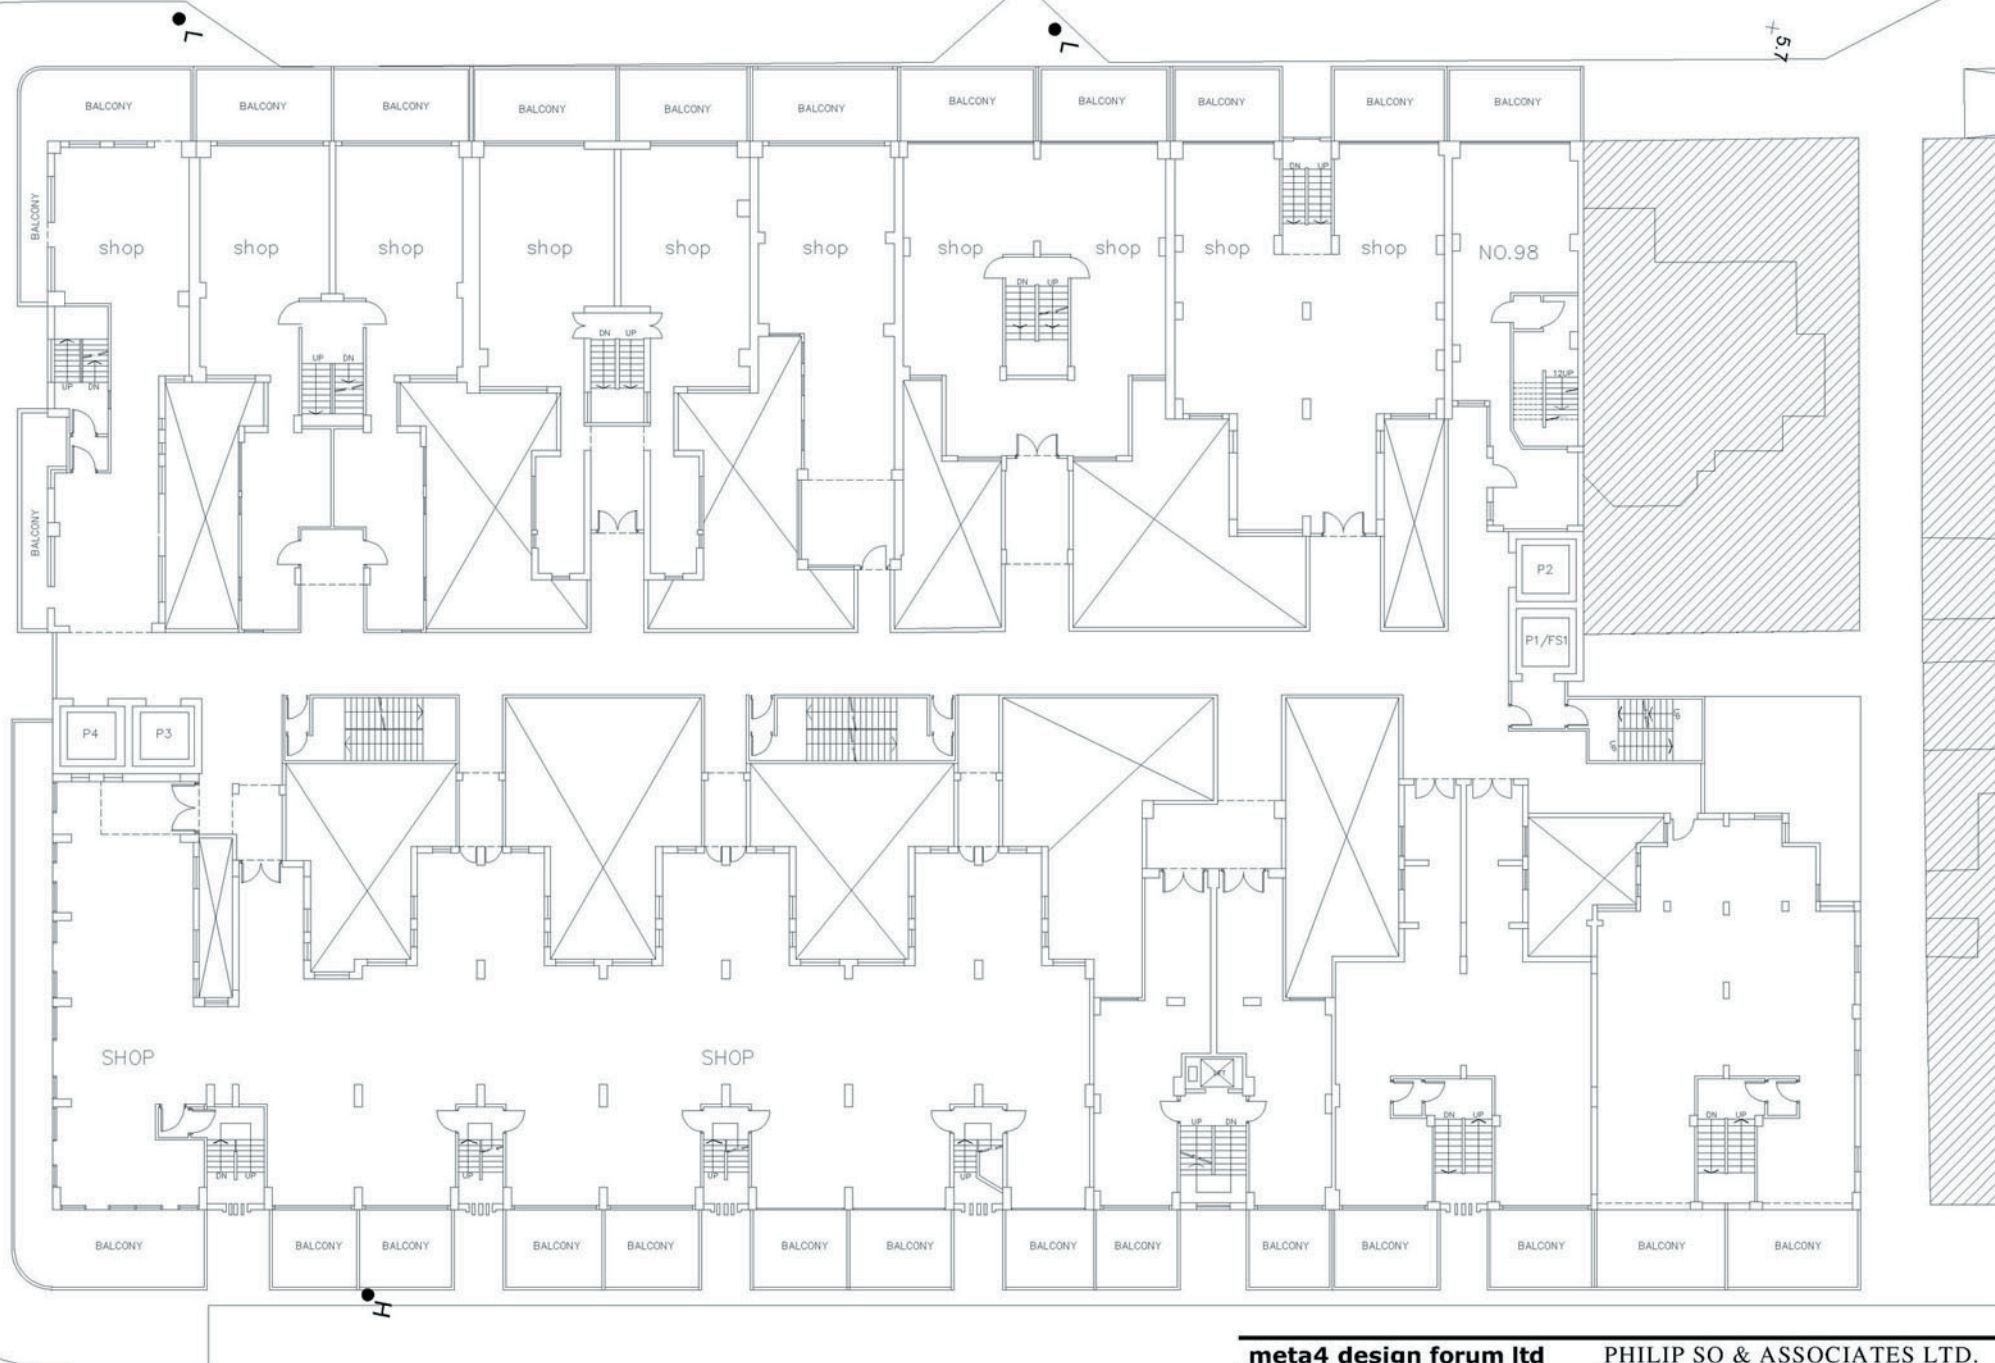 L
L
5.7
BALCONY BALCONY BALCONY BALCONY BALCONY BALCONY BALCONY BALCONY BALCONY BALCONY BALCONY
DN UP
BALCONY
shop shop shop shop shop shop shop shop shop shop NO.98
DN UP
DN UP
UP DN
UP DN
12UP
BALCONY
P2
P1/FS1
P4 P3
UP
UP
SHOP SHOP
LIFT
DN UP
UP
UP
UP
UP DN
DN UP
DN UP
BALCONY BALCONY BALCONY BALCONY BALCONY BALCONY BALCONY BALCONY BALCONY BALCONY BALCONY BALCONY BALCONY BALCONY
H
meta4 design forum ltd PHILIP SO & ASSOCIATES LTD.